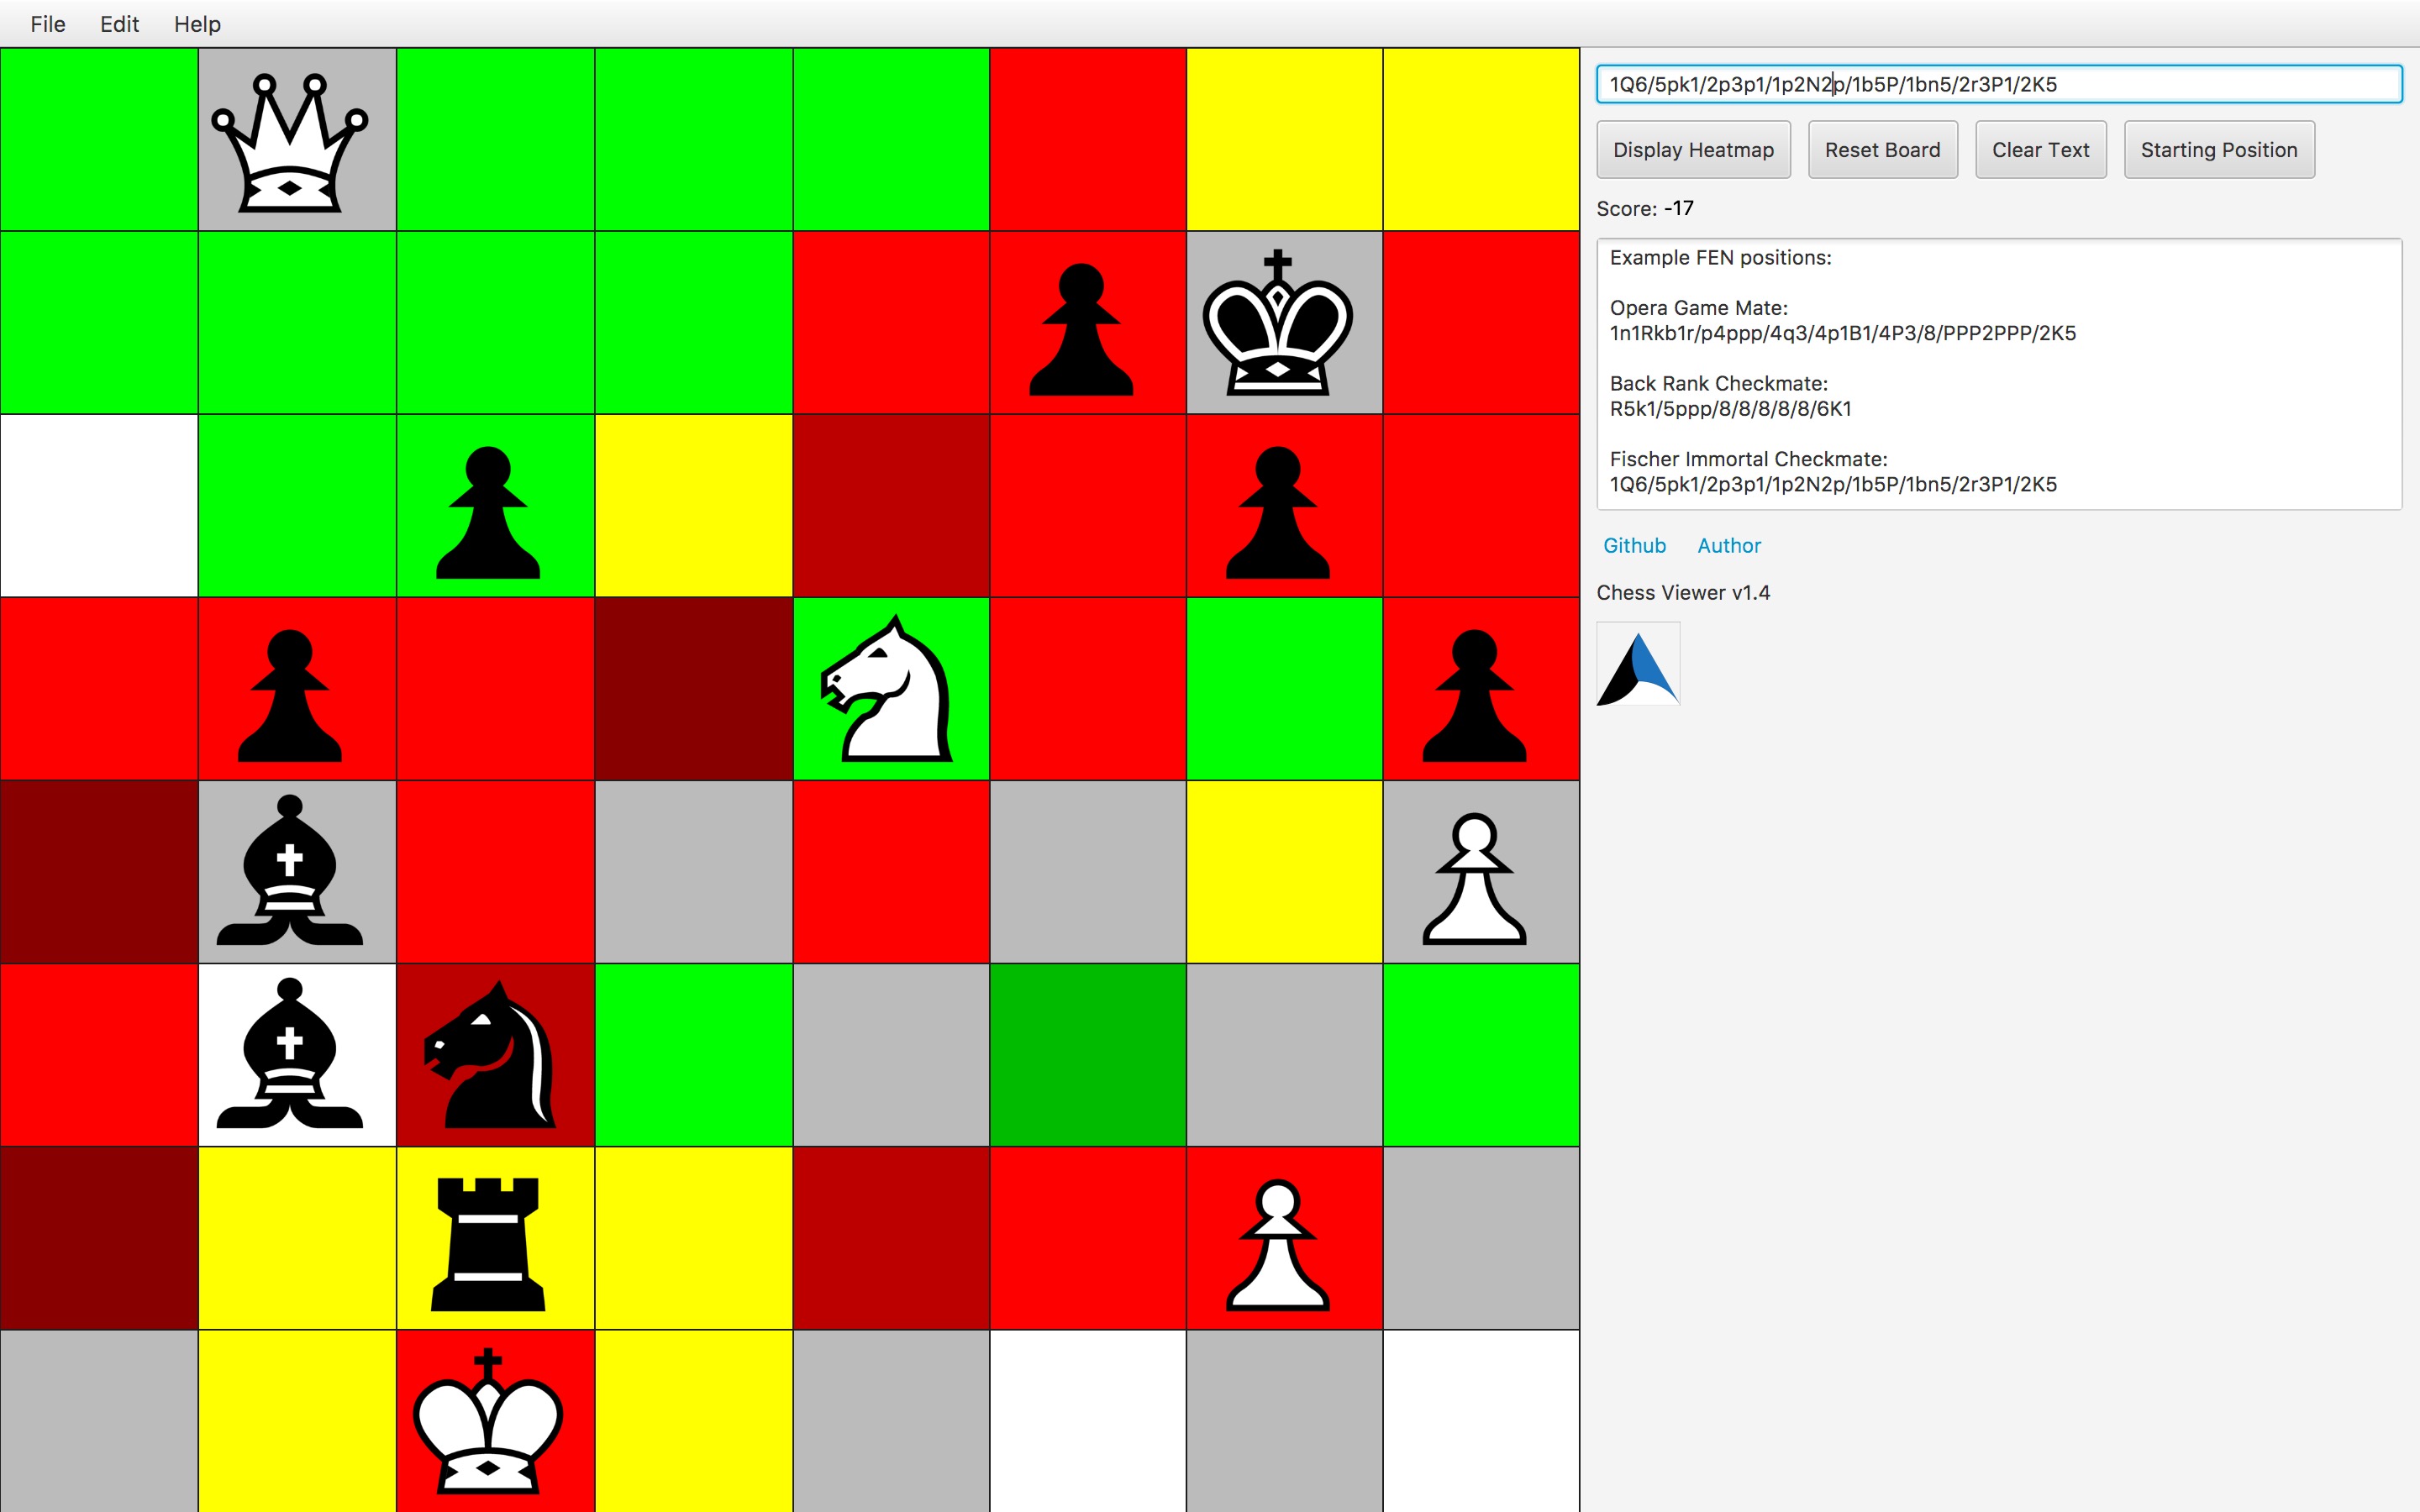 File Edit Help
1Q6/5pk1/2p3p1/1p2N2p/1b5P/1bn5/2r3P1/2K5
Display Heatmap Reset Board Clear Text Starting Position
Score: -17
Example FEN positions:
Opera Game Mate:
1n1Rkb1r/p4ppp/4q3/4p1B1/4P3/8/PPP2PPP/2K5
Back Rank Checkmate:
R5k1/5ppp/8/8/8/8/8/6K1
Fischer Immortal Checkmate:
1Q6/5pk1/2p3p1/1p2N2p/1b5P/1bn5/2r3P1/2K5
Github Author
Chess Viewer v1.4